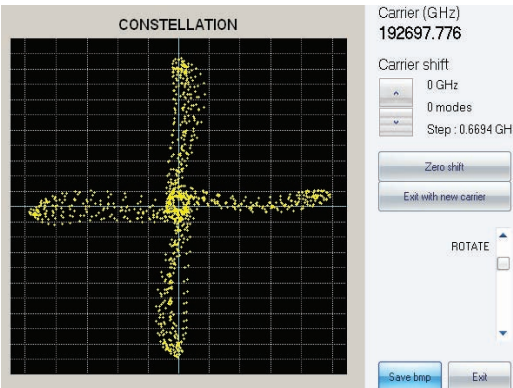 CONSTELLATION
Carrier (GHz)
192697.776
Carrier shift
0 GHz
0 modes
Step : 0.6694 GH
Zero shift
Exit with new carrier
ROTATE
Save bmp
Exit